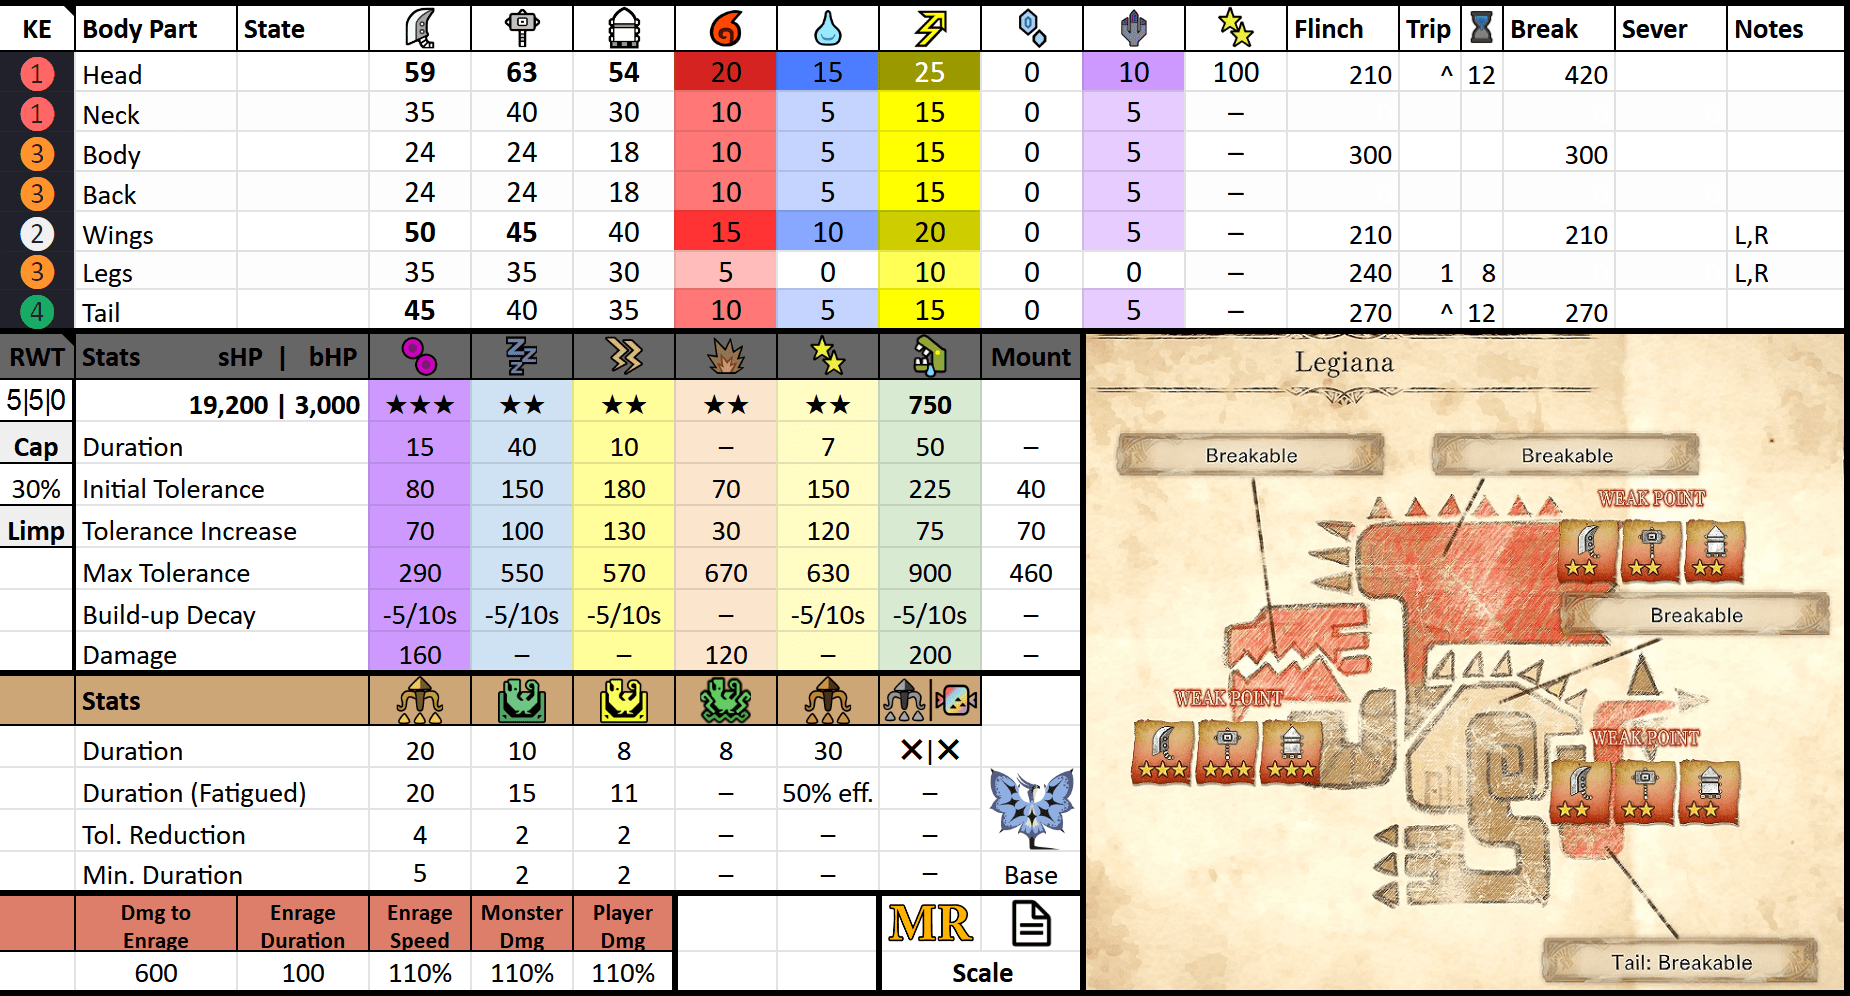 KE Body Part State Flinch Trip Break Sever Notes
1 Head 59 63 54 20 15 25 0 10 100 210 ^ 12 420
1 Neck 35 40 30 10 5 15 0 5 –
3 Body 24 24 18 10 5 15 0 5 – 300 300
3 Back 24 24 18 10 5 15 0 5 –
2 Wings 50 45 40 15 10 20 0 5 – 210 210 L,R
3 Legs 35 35 30 5 0 10 0 0 – 240 1 8 L,R
4 Tail 45 40 35 10 5 15 0 5 – 270 ^ 12 270
RWT Stats sHP | bHP Mount
5|5|0 19,200 | 3,000 ★★★ ★★ ★★ ★★ ★★ 750
Cap Duration 15 40 10 – 7 50 –
30% Initial Tolerance 80 150 180 70 150 225 40
Limp Tolerance Increase 70 100 130 30 120 75 70
Max Tolerance 290 550 570 670 630 900 460
Build-up Decay -5/10s -5/10s -5/10s – -5/10s -5/10s
Damage 160 – – 120 – 200 –
Stats
Duration 20 10 8 8 30 ✕|✕
Duration (Fatigued) 20 15 11 – 50% eff. –
Tol. Reduction 4 2 2 – – –
Min. Duration 5 2 2 – – – Base
Dmg to Enrage
Enrage Duration
Enrage Speed
Monster Dmg
Player Dmg
MR
600 100 110% 110% 110% Scale
Legiana
Breakable
Breakable
WEAK POINT
Breakable
WEAK POINT
WEAK POINT
Tail: Breakable